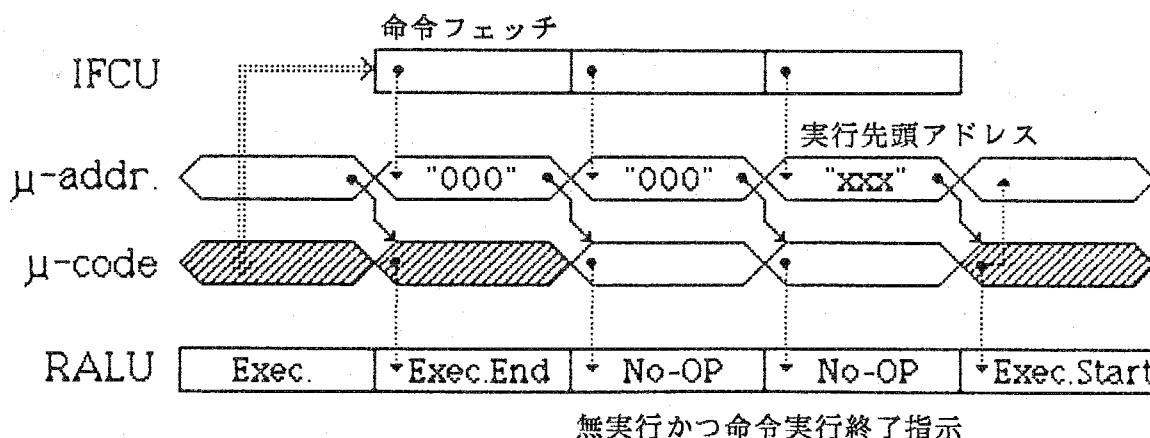 命令フェッチ
IFCU
実行先頭アドレス
μ-addr. "000" "000" "xxx"
μ-code
RALU Exec. Exec.End No-OP No-OP Exec.Start
無実行かつ命令実行終了指示